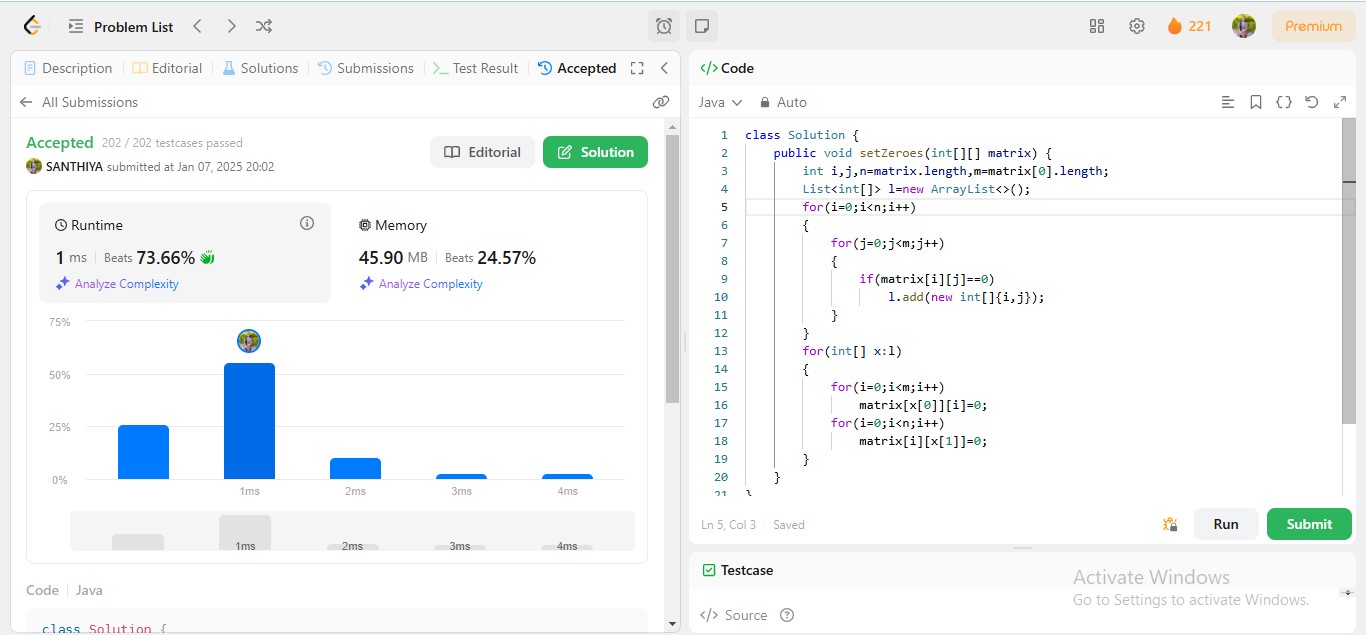 Problem List
221
Premium
Description Editorial Solutions Submissions Test Result Accepted
All Submissions
Accepted 202 / 202 testcases passed
SANTHIYA submitted at Jan 07, 2025 20:02
Editorial
Solution
Runtime
1 ms Beats 73.66%
Analyze Complexity
Memory
45.90 MB Beats 24.57%
Analyze Complexity
75%
50%
25%
0%
1ms 2ms 3ms 4ms
1ms 2ms 3ms 4ms
Code Java
class Solution {
</> Code
Java Auto
1 class Solution {
2 public void setZeroes(int[][] matrix) {
3 int i,j,n=matrix.length,m=matrix[0].length;
4 List<int[]> l=new ArrayList<>();
5 for(i=0;i<n;i++)
6 {
7 for(j=0;j<m;j++)
8 {
9 if(matrix[i][j]==0)
10 l.add(new int[]{i,j});
11 }
12 }
13 for(int[] x:l)
14 {
15 for(i=0;i<m;i++)
16 matrix[x[0]][i]=0;
17 for(i=0;i<n;i++)
18 matrix[i][x[1]]=0;
19 }
20 }
21 }
Ln 5, Col 3 Saved
Run
Submit
Testcase
</> Source
Activate Windows
Go to Settings to activate Windows.